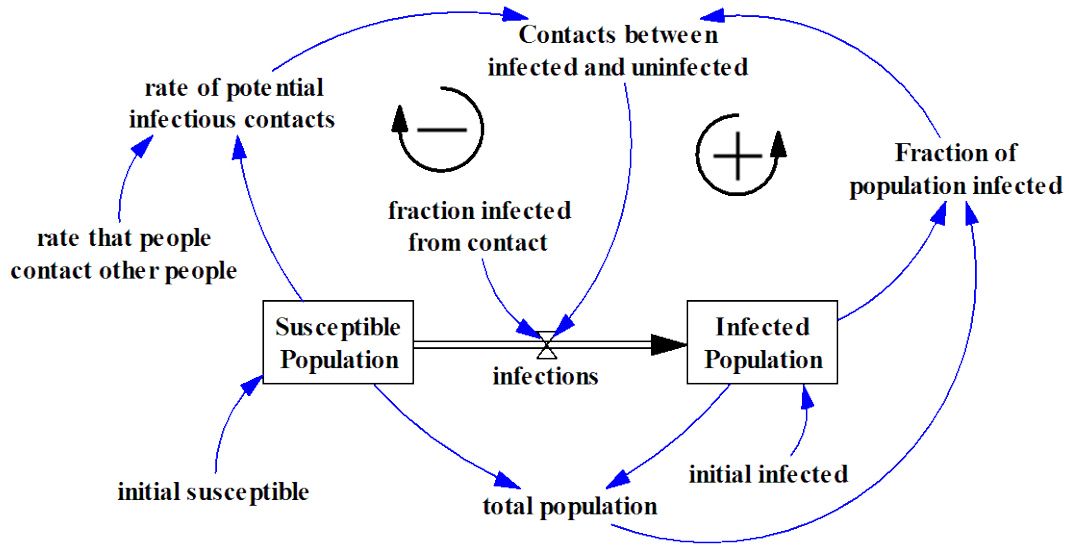 Contacts between
infected and uninfected
rate of potential
infectious contacts
Fraction of
population infected
fraction infected
from contact
rate that people
contact other people
Susceptible
Population
Infected
Population
infections
initial susceptible
initial infected
total population